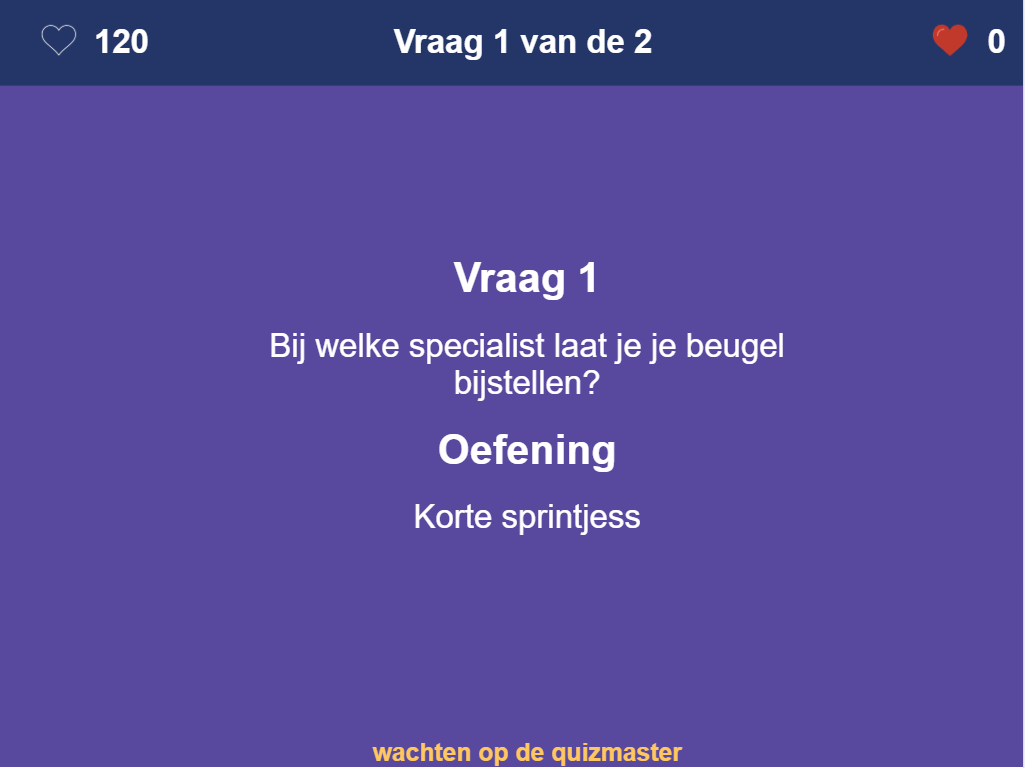 120
Vraag 1 van de 2
0
Vraag 1
Bij welke specialist laat je je beugel
bijstellen?
Oefening
Korte sprintjess
wachten op de quizmaster